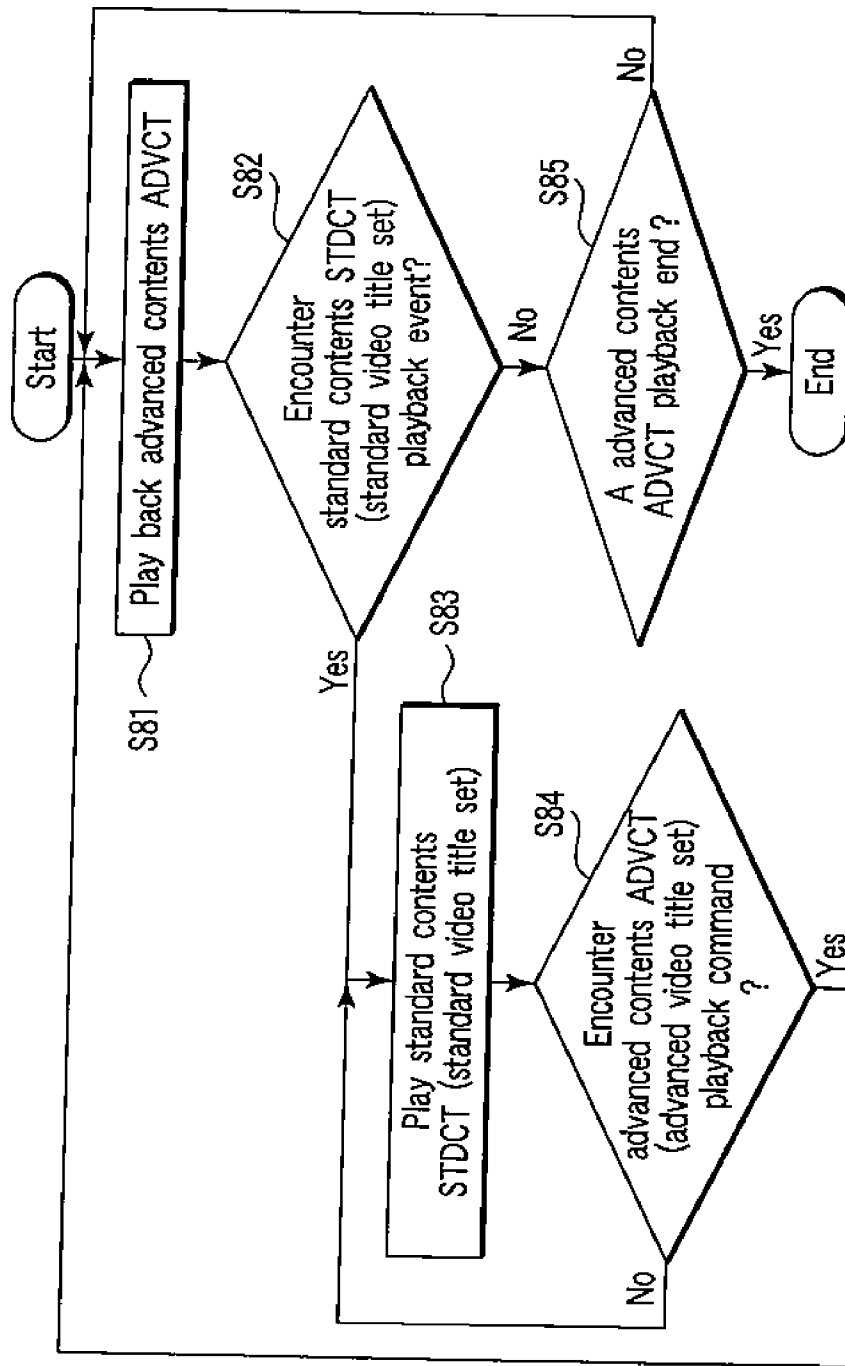 Start
Play back advanced contents ADVCT
S81
Encounter
standard contents STDCT
(standard video title set)
playback event?
S82
Yes
No
Play standard contents
STDCT (standard video title set)
S83
Encounter
advanced contents ADVCT
(advanced video title set)
playback command
?
S84
No
Yes
A advanced contents
ADVCT playback end ?
S85
No
Yes
End